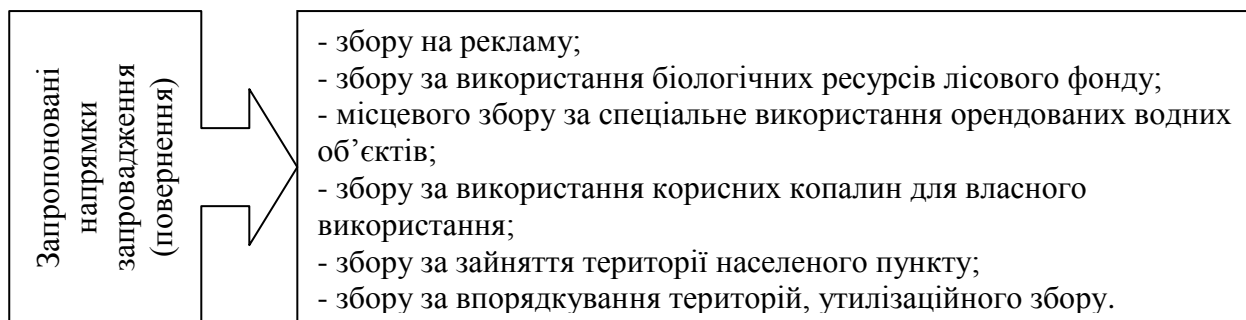 Запропоновані
напрямки
запровадження
(повернення)
- збору на рекламу;
- збору за використання біологічних ресурсів лісового фонду;
- місцевого збору за спеціальне використання орендованих водних
об’єктів;
- збору за використання корисних копалин для власного
використання;
- збору за зайняття території населеного пункту;
- збору за впорядкування територій, утилізаційного збору.